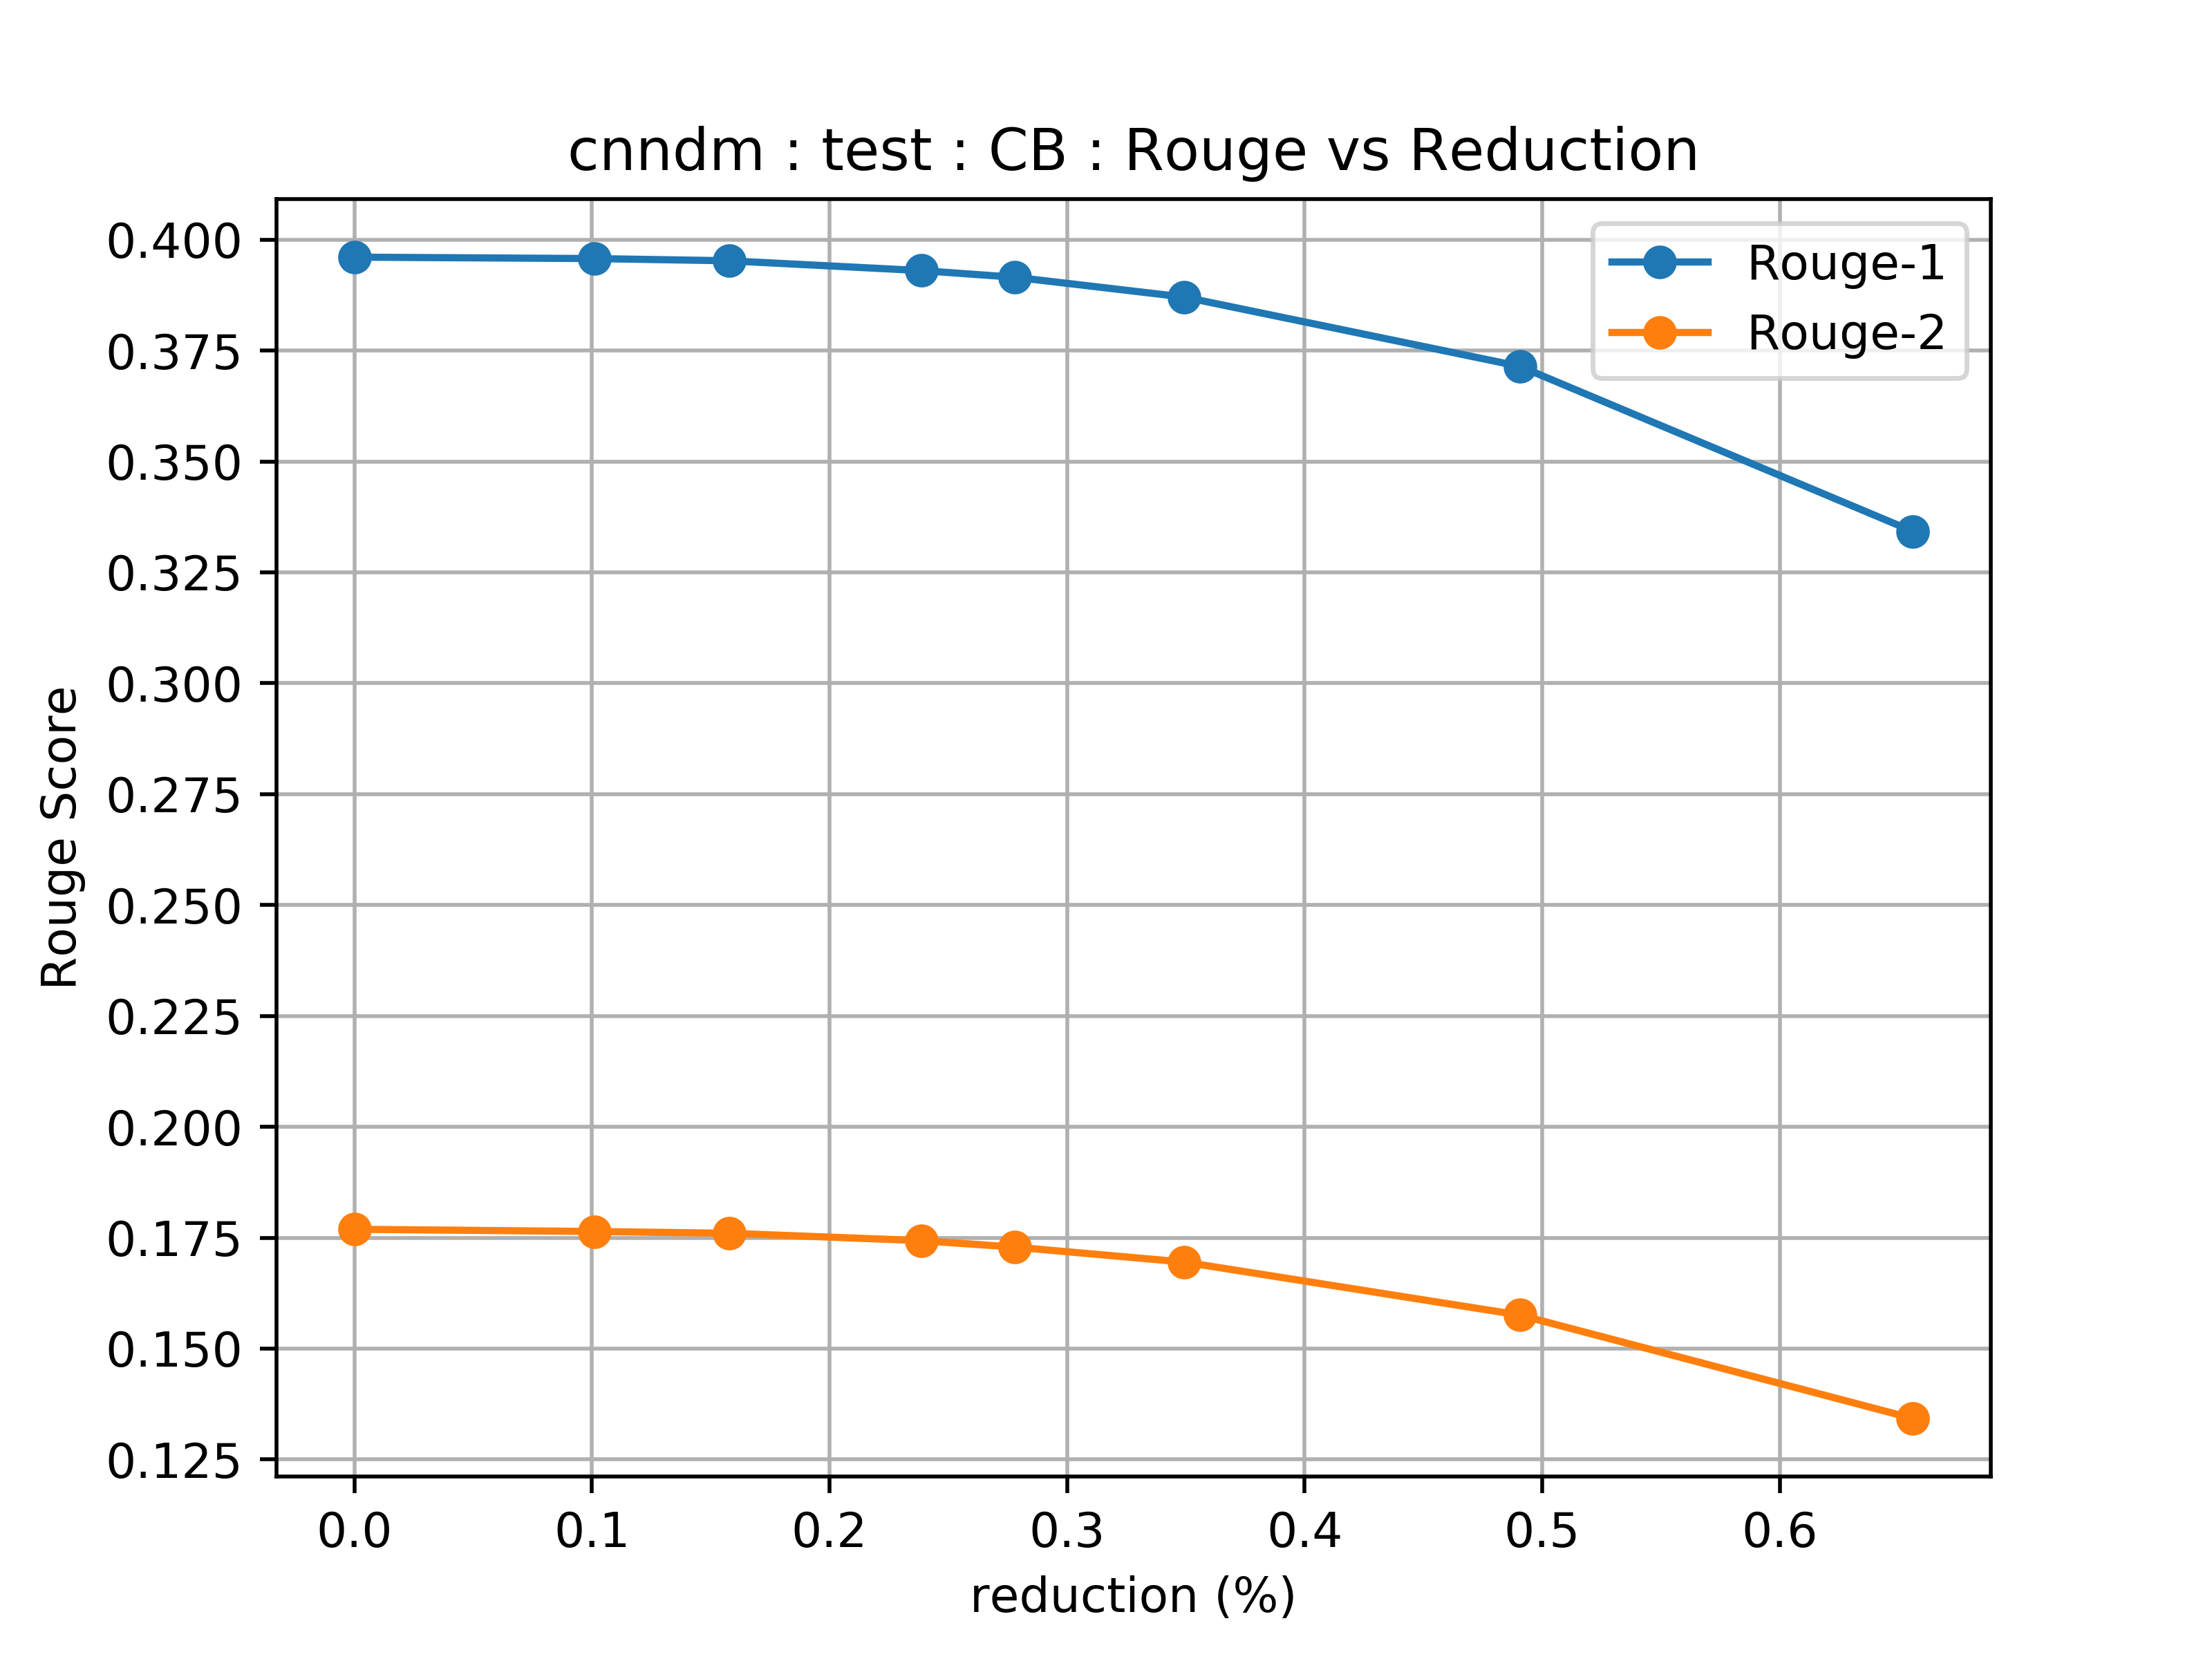 cnndm : test : CB : Rouge vs Reduction
Rouge-1
Rouge-2
0.400
0.375
0.350
0.325
0.300
0.275
0.250
0.225
0.200
0.175
0.150
0.125
Rouge Score
0.0 0.1 0.2 0.3 0.4 0.5 0.6
reduction (%)